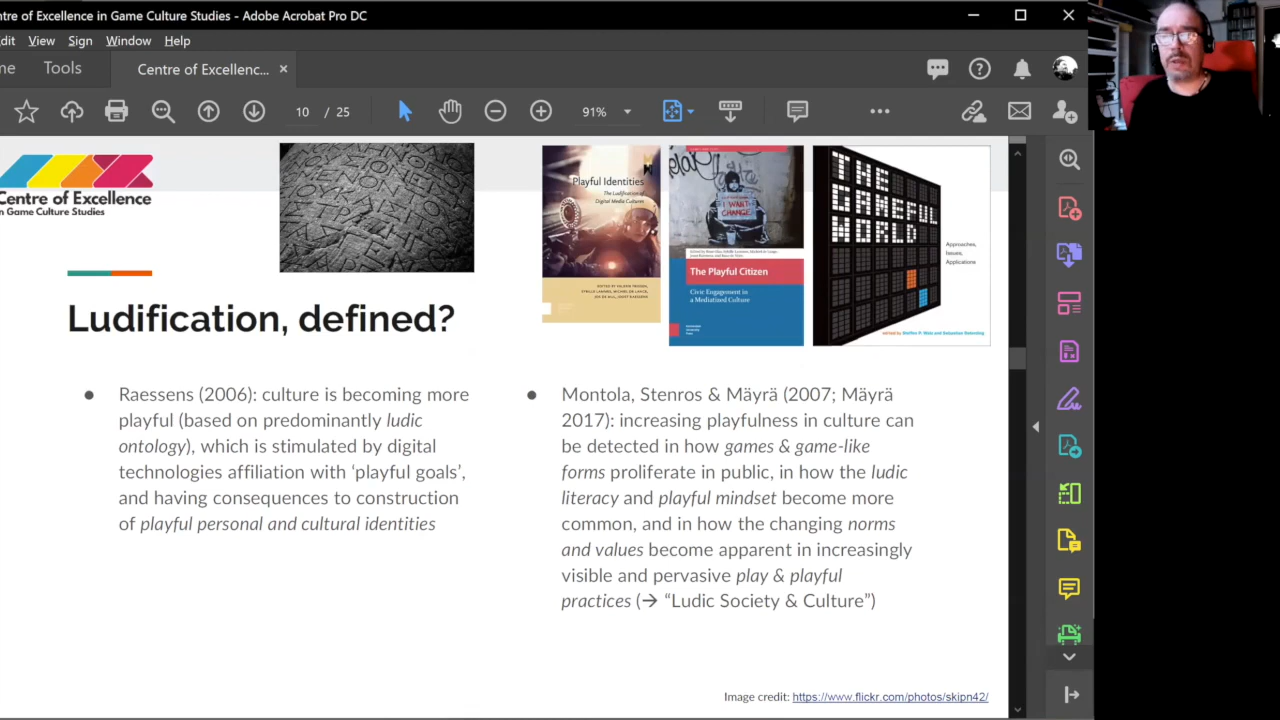 ntre of Excellence in Game Culture Studies - Adobe Acrobat Pro DC
dit View Sign Window Help
me Tools Centre of Excellenc...
10 / 25 91%
Centre of Excellence
in Game Culture Studies
Playful Identities
The Ludification of
Digital Media Cultures
I WANT
CHANGE
The Playful Citizen
Civic Engagement in
a Mediatized Culture
THE
GAMEFUL
WORLD
Approaches,
Issues,
Applications
Ludification, defined?
● Raessens (2006): culture is becoming more
playful (based on predominantly ludic
ontology), which is stimulated by digital
technologies affiliation with ‘playful goals’,
and having consequences to construction
of playful personal and cultural identities
● Montola, Stenros & Mäyrä (2007; Mäyrä
2017): increasing playfulness in culture can
be detected in how games & game-like
forms proliferate in public, in how the ludic
literacy and playful mindset become more
common, and in how the changing norms
and values become apparent in increasingly
visible and pervasive play & playful
practices (→ “Ludic Society & Culture”)
Image credit: https://www.flickr.com/photos/skipn42/